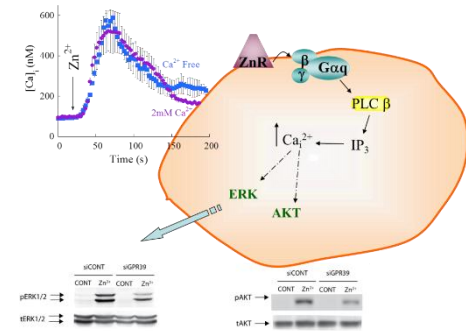 [Ca]i (nM)
600
400
200
0
Zn2+
Ca2+ Free
2mM Ca2+
0 50 100 150 200
Time (s)
ZnR
β
γ
Gαq
PLC β
IP3
Cai2+
ERK
AKT
siCONT siGPR39
CONT Zn2+ CONT Zn2+
pERK1/2
tERK1/2
siCONT siGPR39
CONT Zn2+ CONT Zn2+
pAKT
tAKT